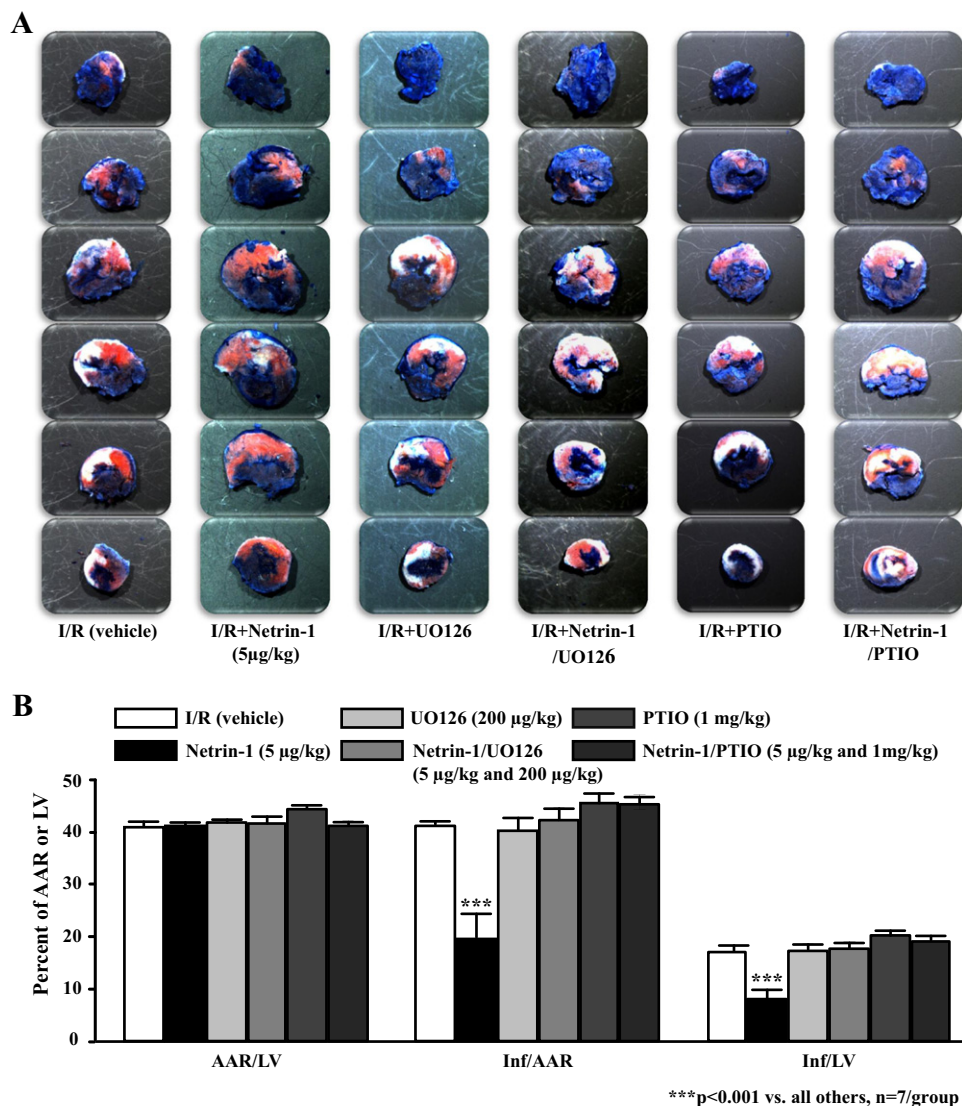 A
I/R (vehicle)
I/R+Netrin-1
(5µg/kg)
I/R+UO126
I/R+Netrin-1
/UO126
I/R+PTIO
I/R+Netrin-1
/PTIO
B
I/R (vehicle)
UO126 (200 µg/kg)
PTIO (1 mg/kg)
Netrin-1 (5 µg/kg)
Netrin-1/UO126
(5 µg/kg and 200 µg/kg)
Netrin-1/PTIO (5 µg/kg and 1mg/kg)
Percent of AAR or LV
50
40
30
20
10
0
***
***
AAR/LV
Inf/AAR
Inf/LV
***p<0.001 vs. all others, n=7/group